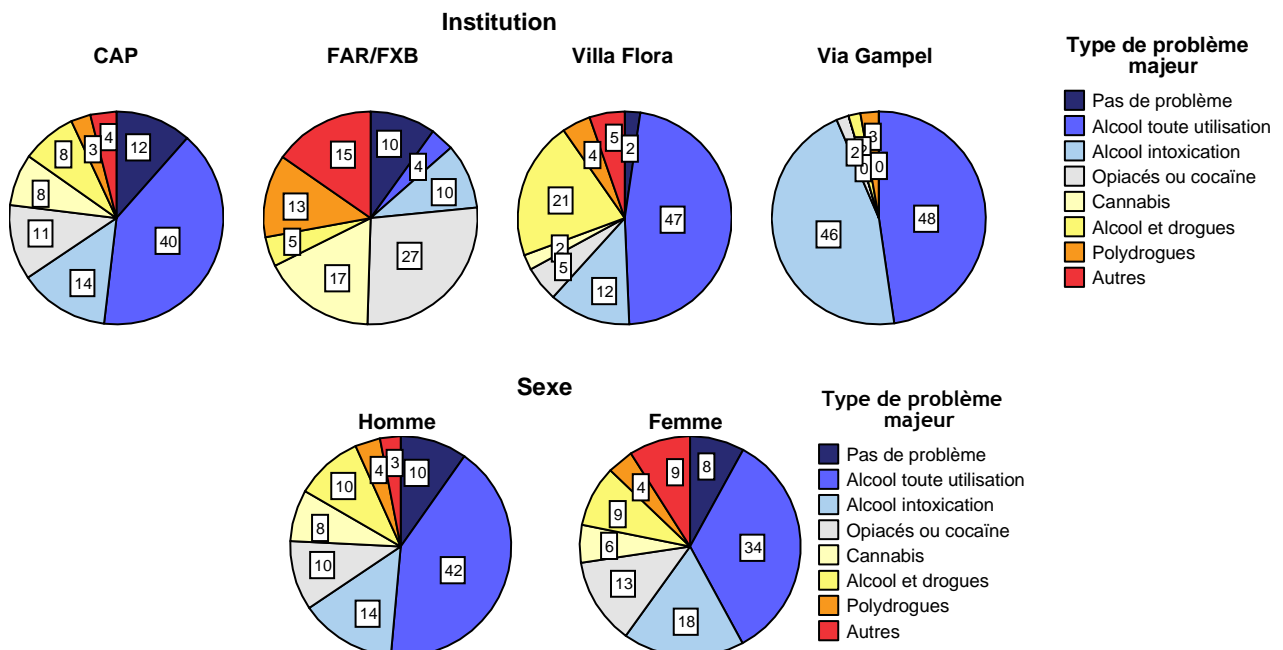 Institution
CAP
FAR/FXB
Villa Flora
Via Gampel
12
40
14
11
8
8
3
4
10
4
10
27
17
5
13
15
2
47
12
5
2
21
4
5
48
46
2
0
2
3
0
Type de problème
majeur
Pas de problème
Alcool toute utilisation
Alcool intoxication
Opiacés ou cocaïne
Cannabis
Alcool et drogues
Polydrogues
Autres
Sexe
Homme
Femme
10
42
14
10
8
10
4
3
8
34
18
13
6
9
4
9
Type de problème
majeur
Pas de problème
Alcool toute utilisation
Alcool intoxication
Opiacés ou cocaïne
Cannabis
Alcool et drogues
Polydrogues
Autres